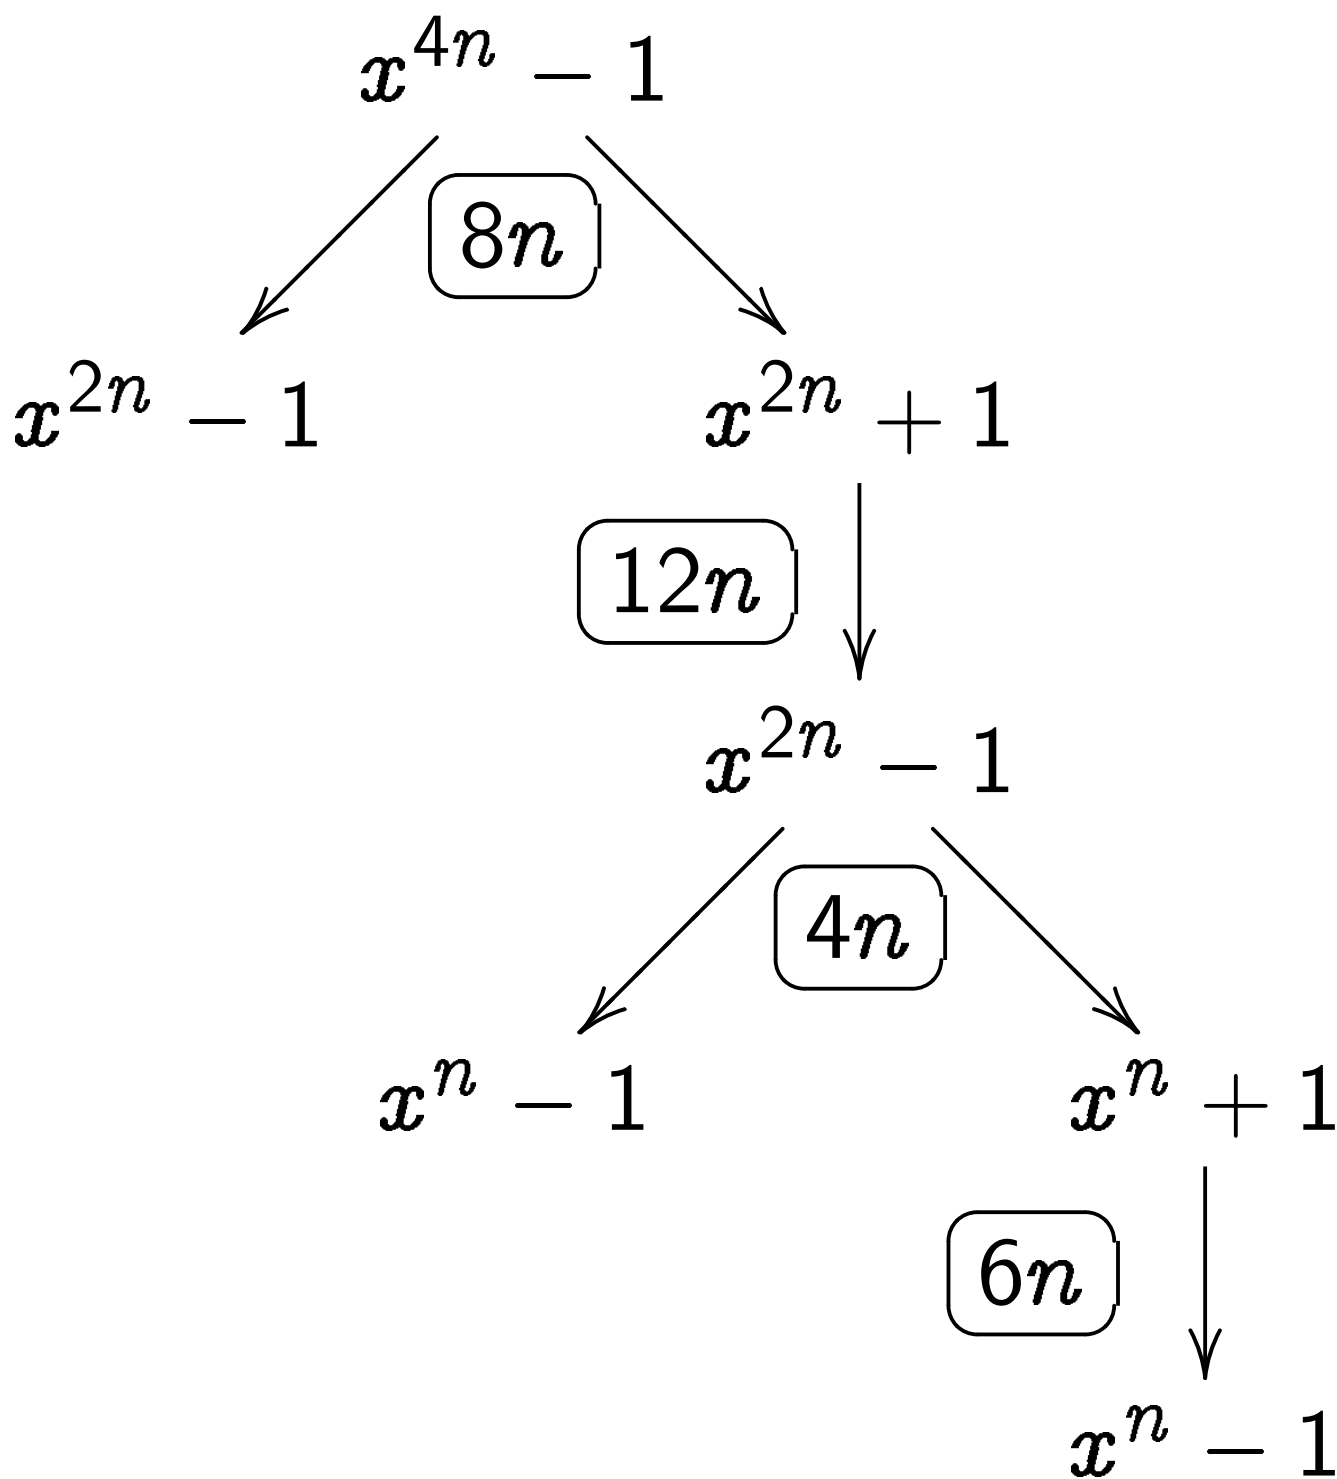 x^{4n} − 1
8n
x^{2n} − 1
x^{2n} + 1
12n
x^{2n} − 1
4n
x^n − 1
x^n + 1
6n
x^n − 1